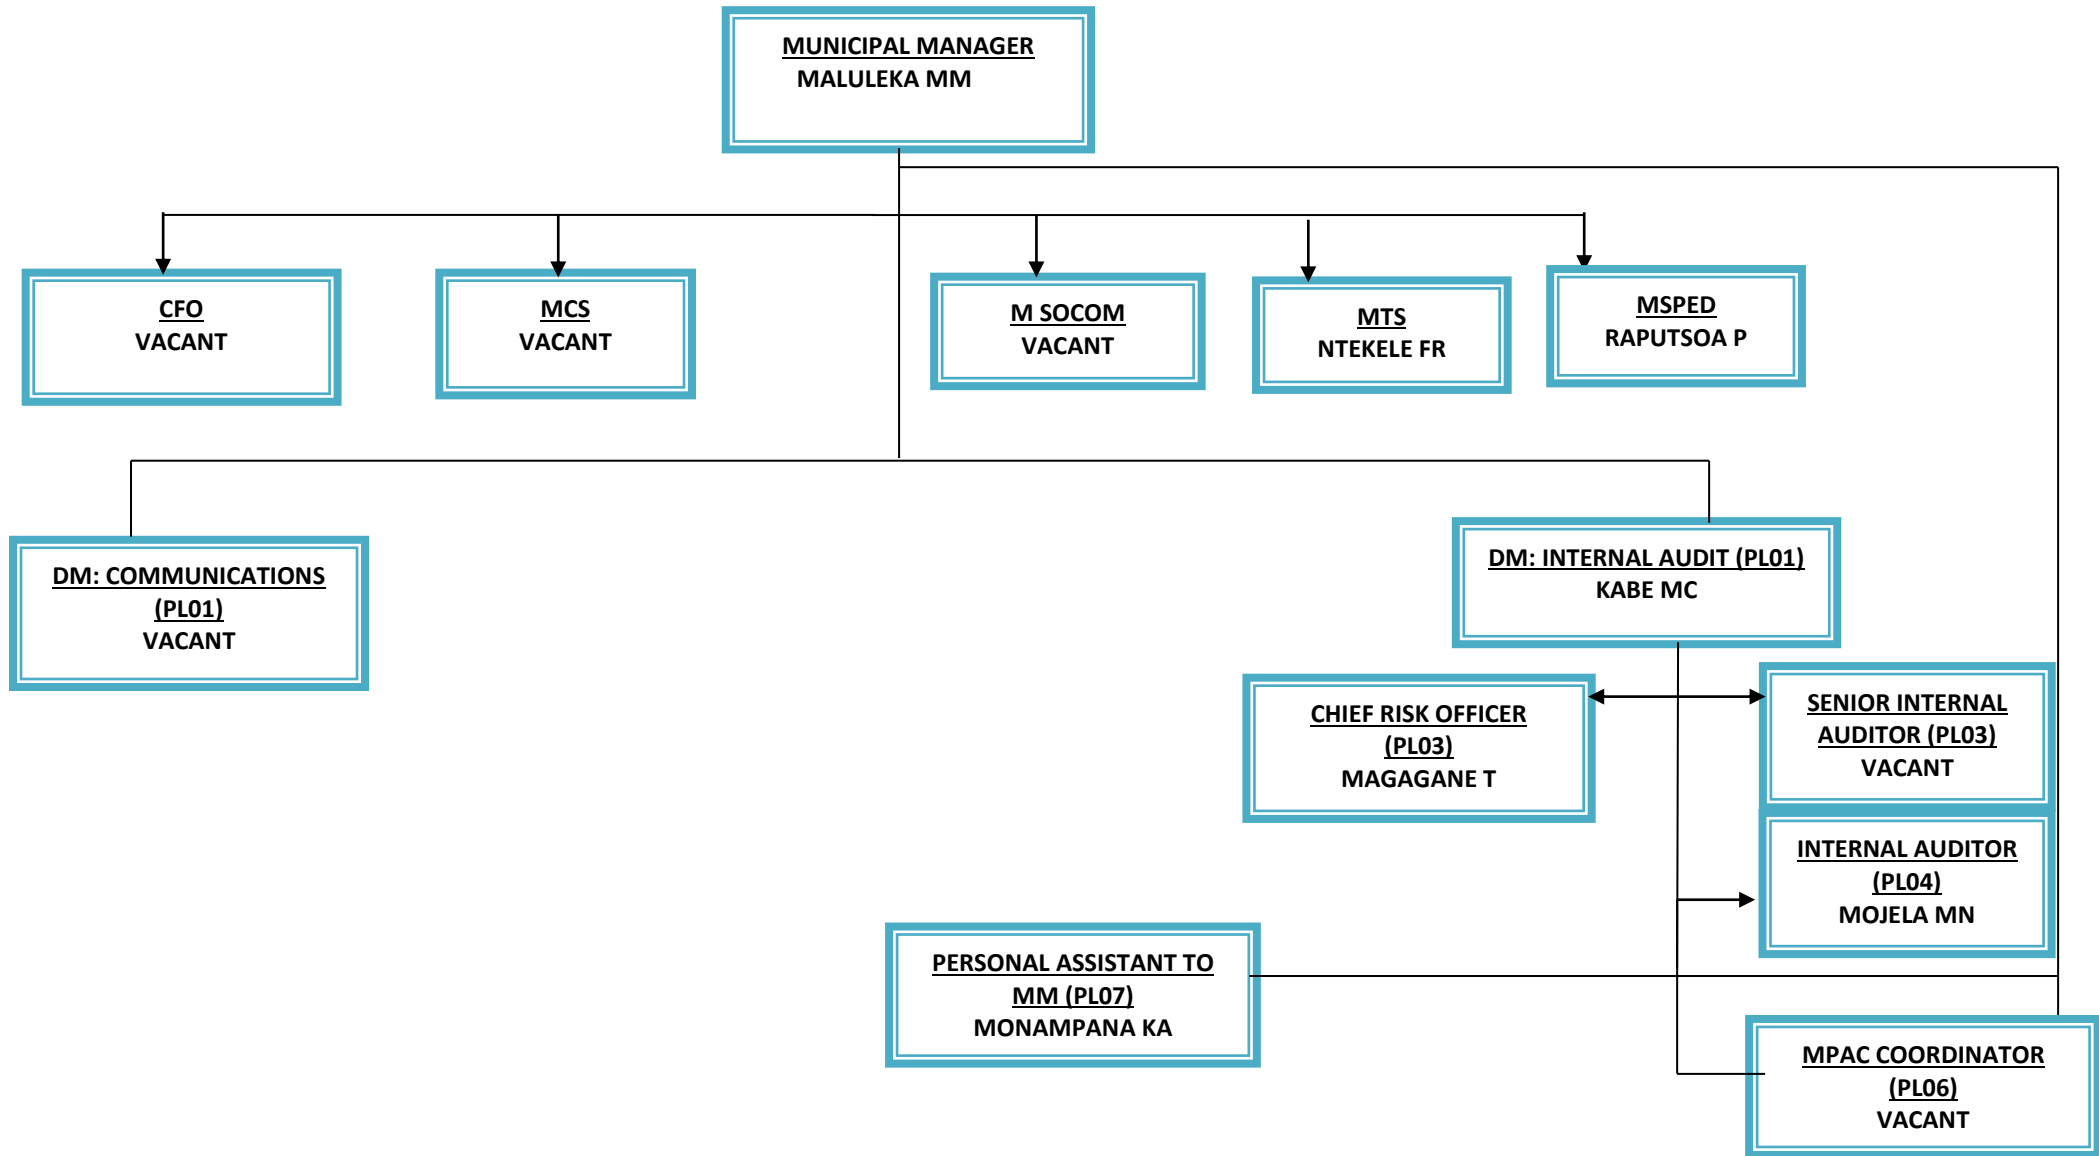 MUNICIPAL MANAGER
MALULEKA MM
CFO
VACANT
MCS
VACANT
M SOCOM
VACANT
MTS
NTEKELE FR
MSPED
RAPUTSOA P
DM: COMMUNICATIONS
(PL01)
VACANT
DM: INTERNAL AUDIT (PL01)
KABE MC
CHIEF RISK OFFICER
(PL03)
MAGAGANE T
SENIOR INTERNAL
AUDITOR (PL03)
VACANT
INTERNAL AUDITOR
(PL04)
MOJELA MN
PERSONAL ASSISTANT TO
MM (PL07)
MONAMPANA KA
MPAC COORDINATOR
(PL06)
VACANT